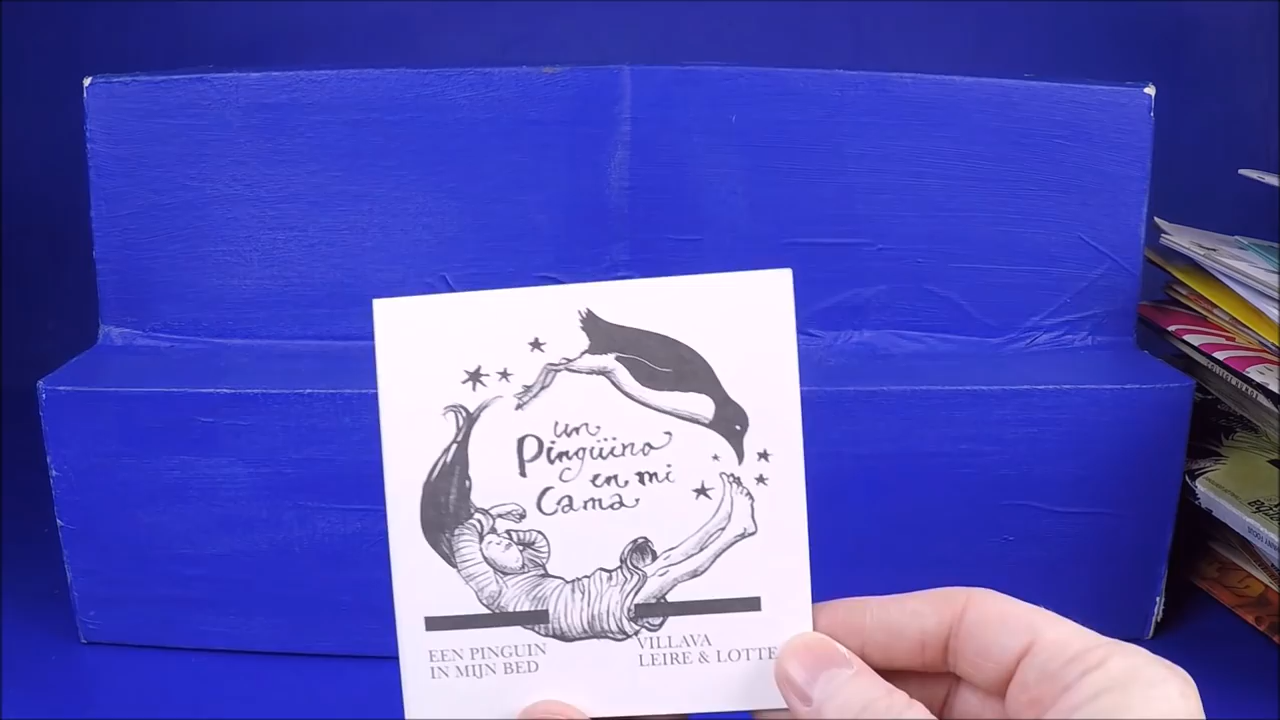 un
Pingüino
en mi
Cama
EEN PINGUIN
IN MIJN BED
VILLAVA
LEIRE & LOTTE